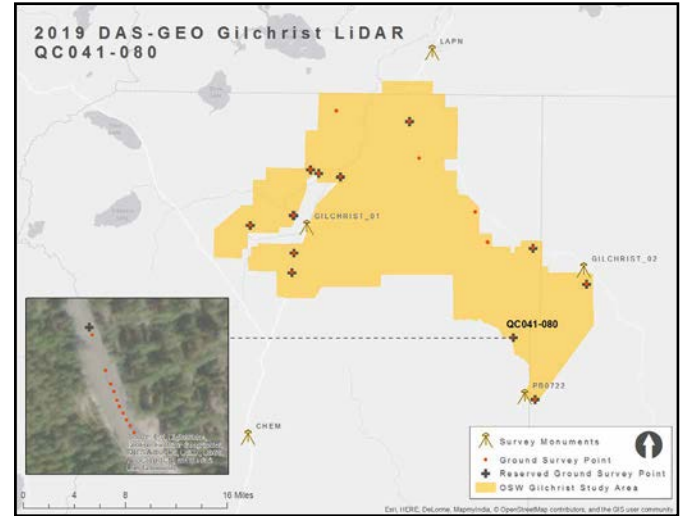 2019 DAS-GEO Gilchrist LiDAR
QC041-080
LAPN
GILCHRIST_01
GILCHRIST_02
QC041-080
PB0722
CHEM
Survey Monuments
Ground Survey Point
Reserved Ground Survey Point
OSW Gilchrist Study Area
0 4 8 16 Miles
Esri, HERE, DeLorme, MapmyIndia, © OpenStreetMap contributors, and the GIS user community